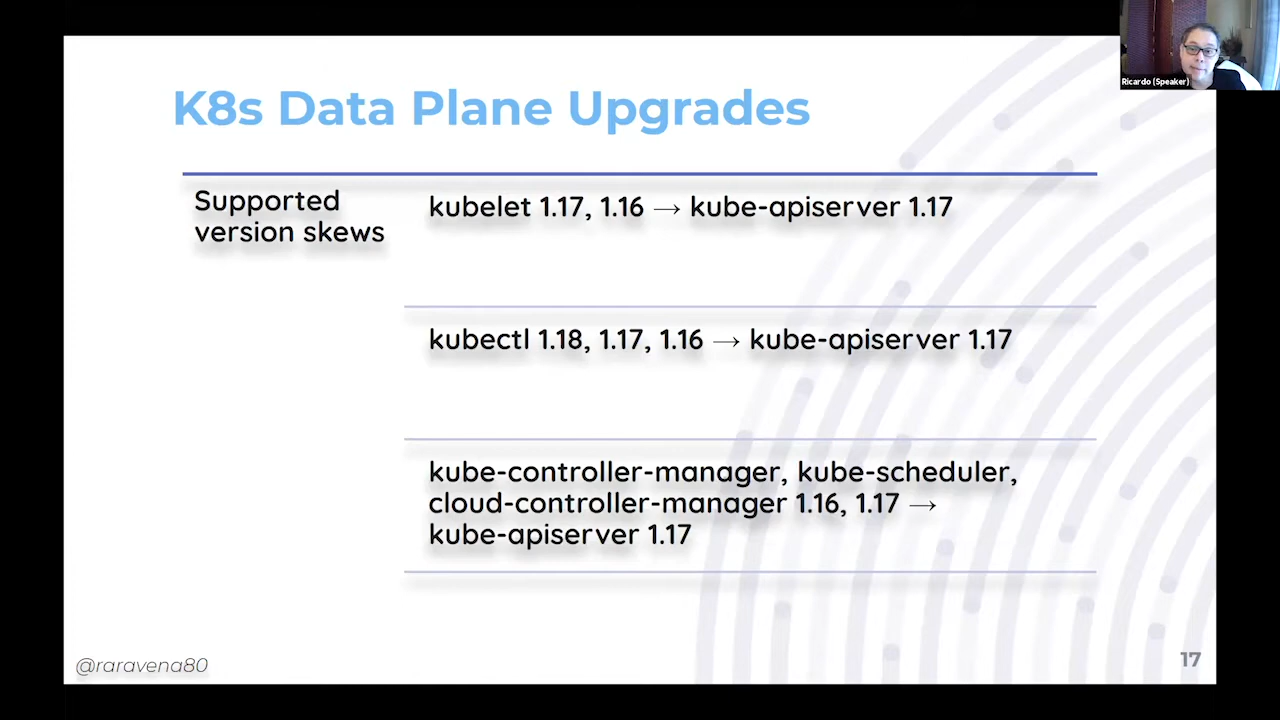 Ricardo (Speaker)
K8s Data Plane Upgrades
Supported
version skews
kubelet 1.17, 1.16 → kube-apiserver 1.17
kubectl 1.18, 1.17, 1.16 → kube-apiserver 1.17
kube-controller-manager, kube-scheduler,
cloud-controller-manager 1.16, 1.17 →
kube-apiserver 1.17
@raravena80
17